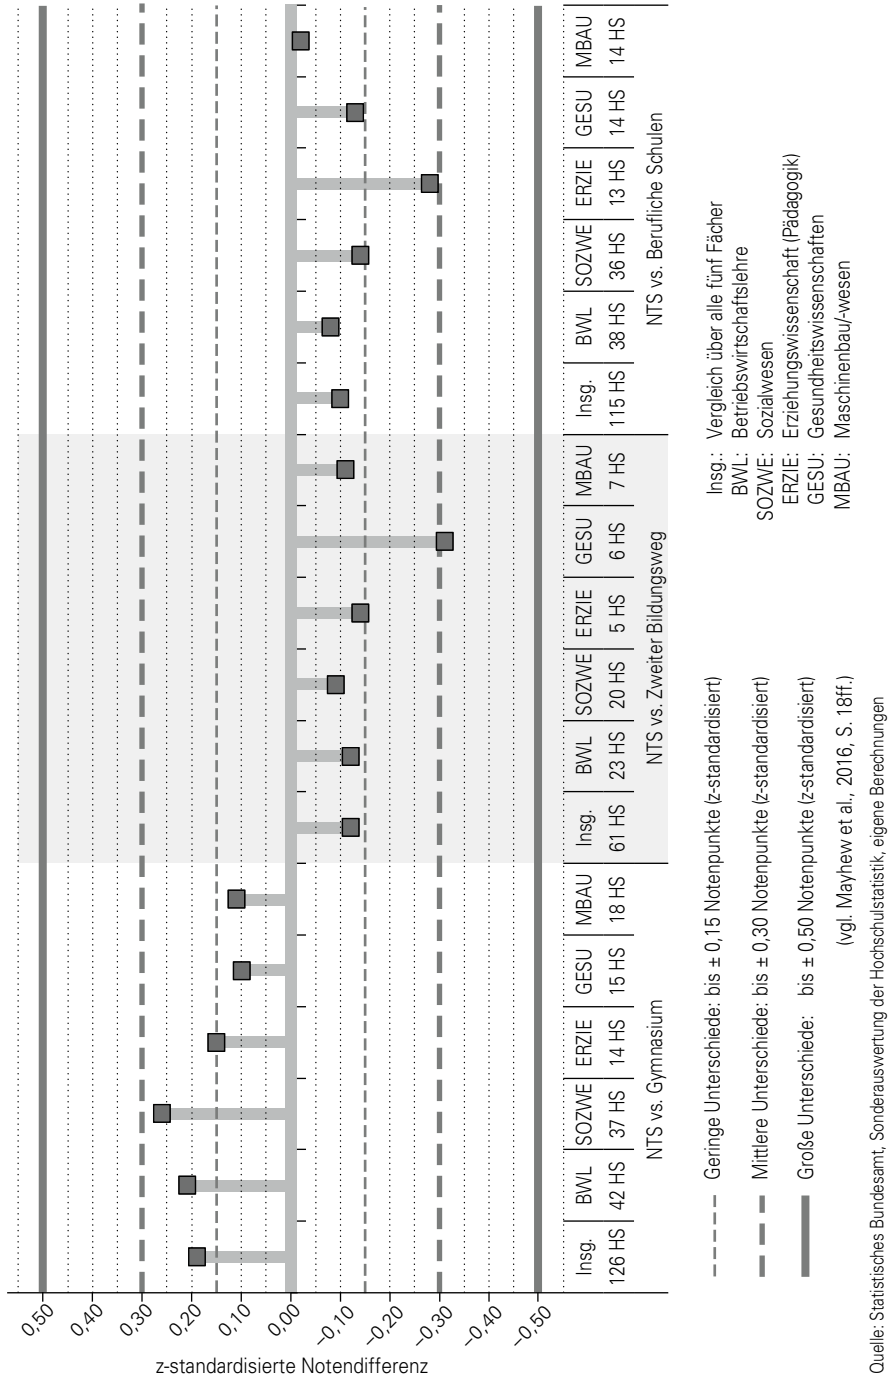 z-standardisierte Notendifferenz
0,50
0,40
0,30
0,20
0,10
0,00
–0,10
–0,20
–0,30
–0,40
–0,50
Insg. BWL SOZWE ERZIE GESU MBAU Insg. BWL SOZWE ERZIE GESU MBAU Insg. BWL SOZWE ERZIE GESU MBAU
126 HS 42 HS 37 HS 14 HS 15 HS 18 HS 61 HS 23 HS 20 HS 5 HS 6 HS 7 HS 115 HS 38 HS 36 HS 13 HS 14 HS 14 HS
NTS vs. Gymnasium NTS vs. Zweiter Bildungsweg NTS vs. Berufliche Schulen
Geringe Unterschiede: bis ± 0,15 Notenpunkte (z-standardisiert)
Mittlere Unterschiede: bis ± 0,30 Notenpunkte (z-standardisiert)
Große Unterschiede: bis ± 0,50 Notenpunkte (z-standardisiert)
(vgl. Mayhew et al., 2016, S. 18ff.)
Insg.: Vergleich über alle fünf Fächer
BWL: Betriebswirtschaftslehre
SOZWE: Sozialwesen
ERZIE: Erziehungswissenschaft (Pädagogik)
GESU: Gesundheitswissenschaften
MBAU: Maschinenbau/-wesen
Quelle: Statistisches Bundesamt, Sonderauswertung der Hochschulstatistik, eigene Berechnungen